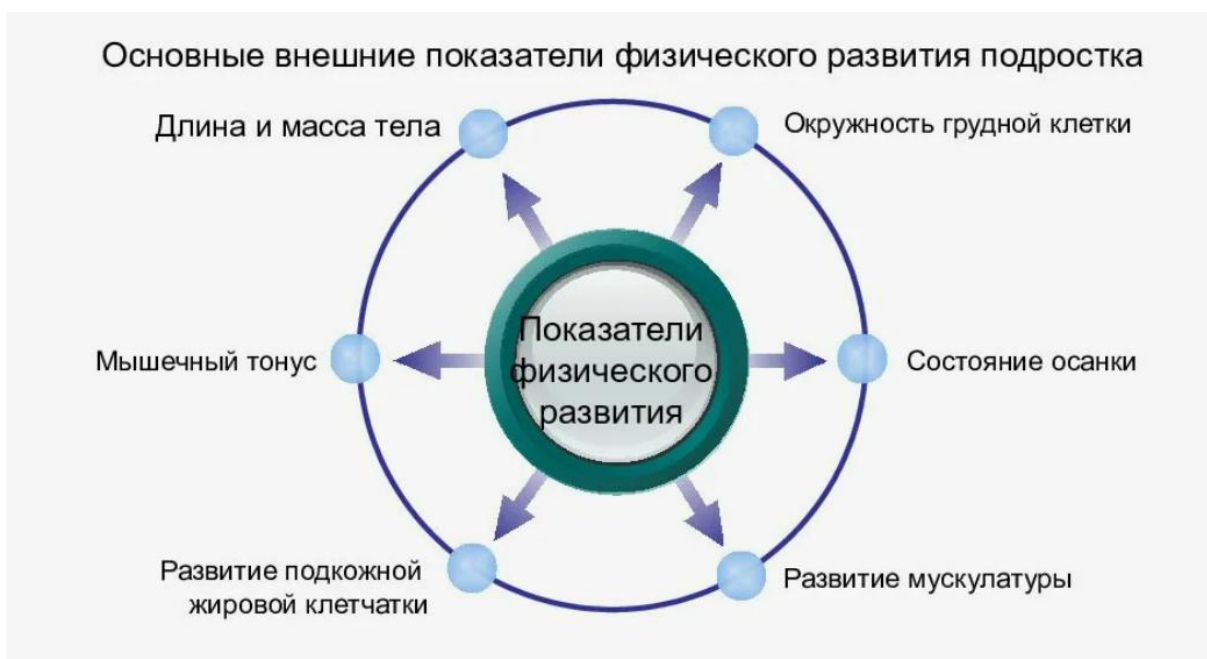 Основные внешние показатели физического развития подростка
Длина и масса тела
Окружность грудной клетки
Мышечный тонус
Показатели
физического
развития
Состояние осанки
Развитие подкожной
жировой клетчатки
Развитие мускулатуры